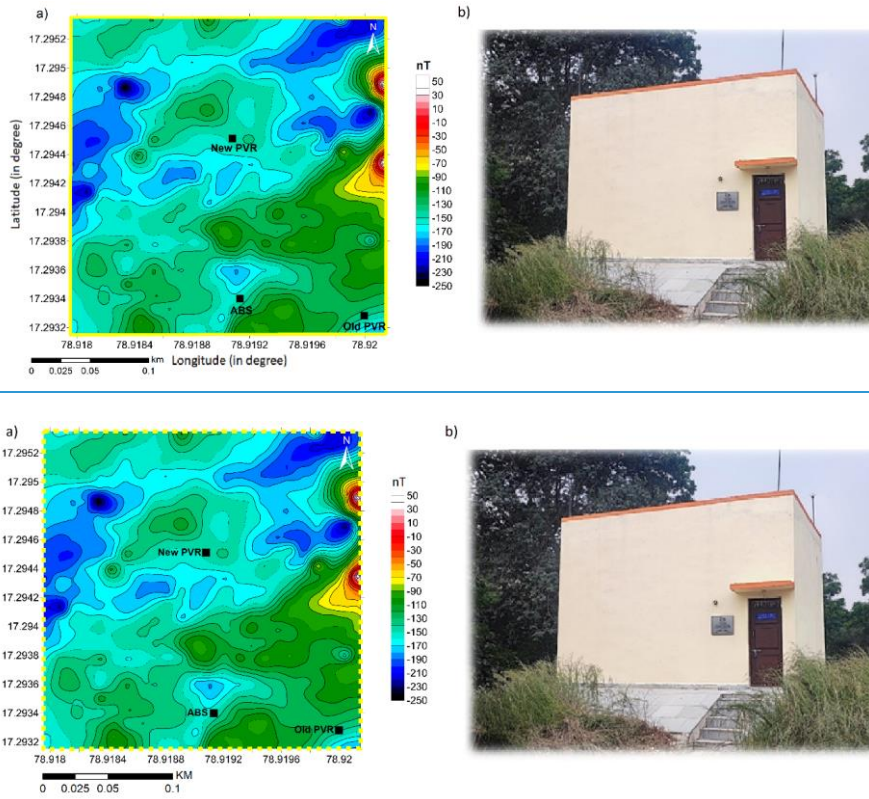 a)
b)
N
nT
17.2952
17.295
17.2948
17.2946
17.2944
17.2942
17.294
17.2938
17.2936
17.2934
17.2932
Latitude (in degree)
New PVR
ABS
Old PVR
50
30
10
-10
-30
-50
-70
-90
-110
-130
-150
-170
-190
-210
-230
-250
78.918 78.9184 78.9188 78.9192 78.9196 78.92
Longitude (in degree)
km
0 0.025 0.05 0.1
a)
b)
N
nT
17.2952
17.295
17.2948
17.2946
17.2944
17.2942
17.294
17.2938
17.2936
17.2934
17.2932
New PVR
ABS
Old PVR
50
30
10
-10
-30
-50
-70
-90
-110
-130
-150
-170
-190
-210
-230
-250
78.918 78.9184 78.9188 78.9192 78.9196 78.92
KM
0 0.025 0.05 0.1